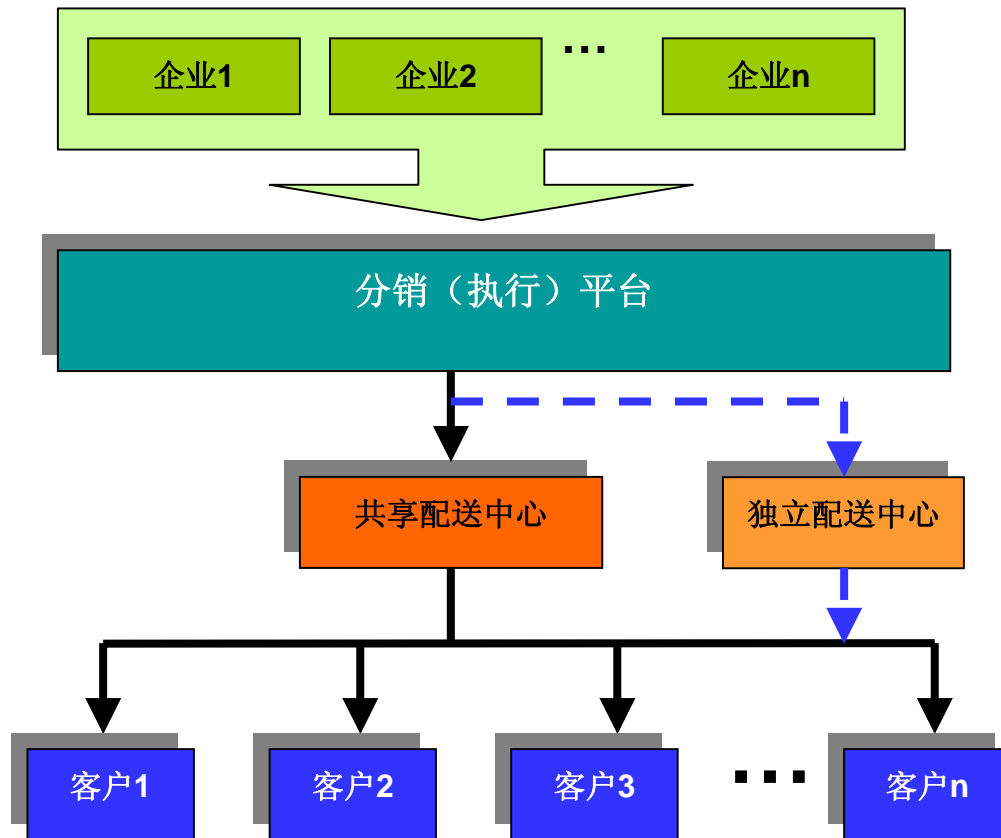 企业1
企业2
…
企业n
分销（执行）平台
共享配送中心
独立配送中心
客户1
客户2
客户3
…
客户n